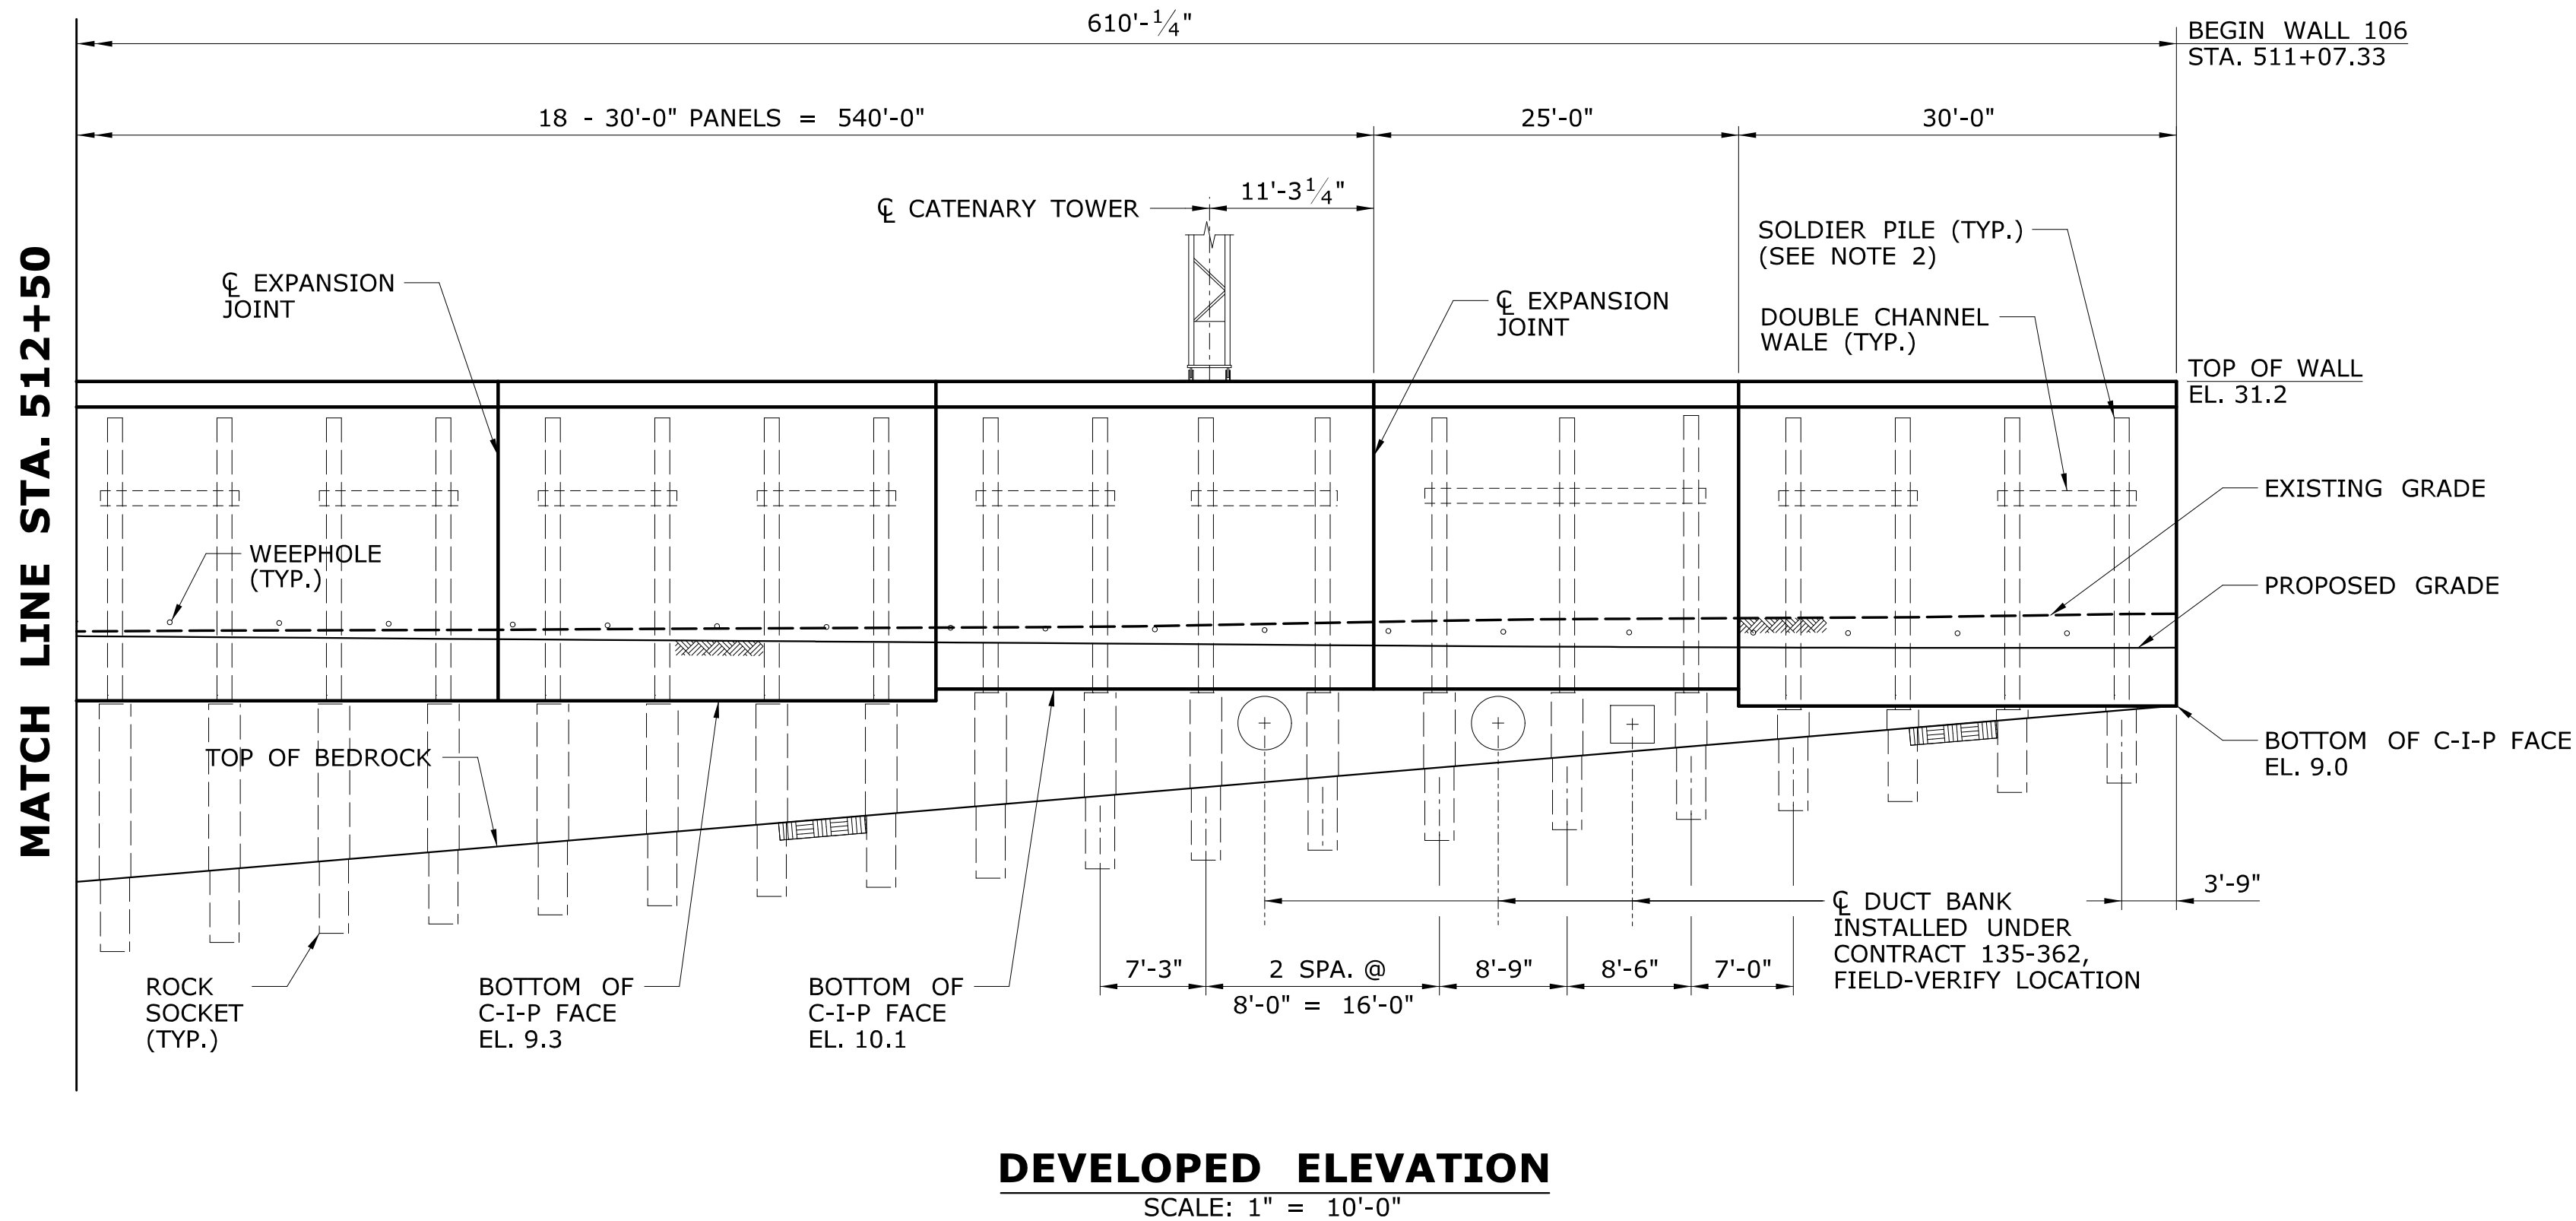 610'-1/4"
BEGIN WALL 106
STA. 511+07.33
18 - 30'-0" PANELS = 540'-0"
25'-0"
30'-0"
℄ CATENARY TOWER
11'-3 1/4"
SOLDIER PILE (TYP.)
(SEE NOTE 2)
℄ EXPANSION
JOINT
℄ EXPANSION
JOINT
DOUBLE CHANNEL
WALE (TYP.)
TOP OF WALL
EL. 31.2
MATCH LINE STA. 512+50
EXISTING GRADE
WEEPHOLE
(TYP.)
PROPOSED GRADE
TOP OF BEDROCK
BOTTOM OF C-I-P FACE
EL. 9.0
3'-9"
℄ DUCT BANK
INSTALLED UNDER
CONTRACT 135-362,
FIELD-VERIFY LOCATION
7'-3"
2 SPA. @
8'-0" = 16'-0"
8'-9"
8'-6"
7'-0"
ROCK
SOCKET
(TYP.)
BOTTOM OF
C-I-P FACE
EL. 9.3
BOTTOM OF
C-I-P FACE
EL. 10.1
DEVELOPED ELEVATION
SCALE: 1" = 10'-0"